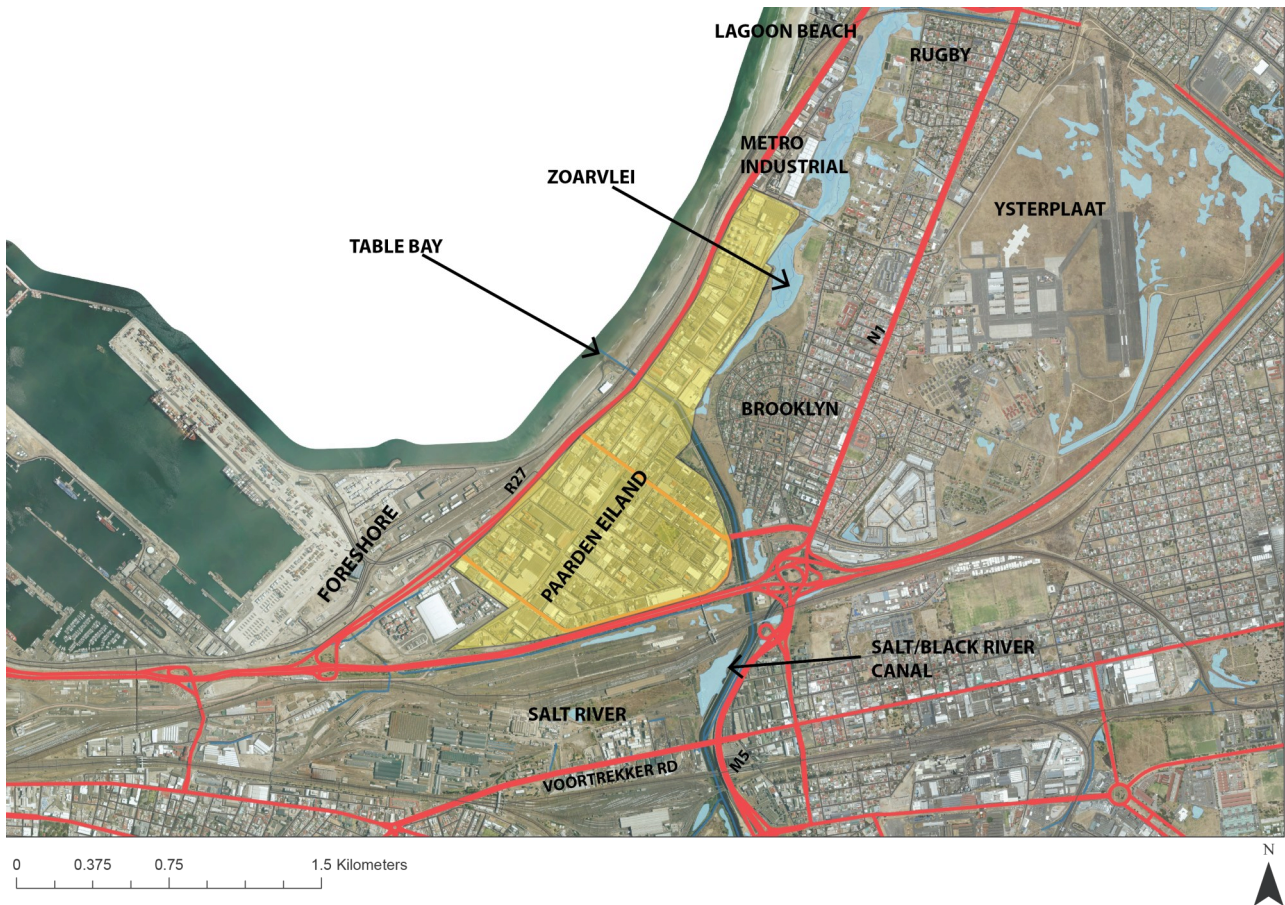 LAGOON BEACH
RUGBY
METRO
INDUSTRIAL
ZOARVLEI
YSTERPLAAT
TABLE BAY
N1
BROOKLYN
R27
PAARDEN EILAND
FORESHORE
SALT/BLACK RIVER
CANAL
SALT RIVER
M5
VOORTREKKER RD
0 0.375 0.75 1.5 Kilometers
N